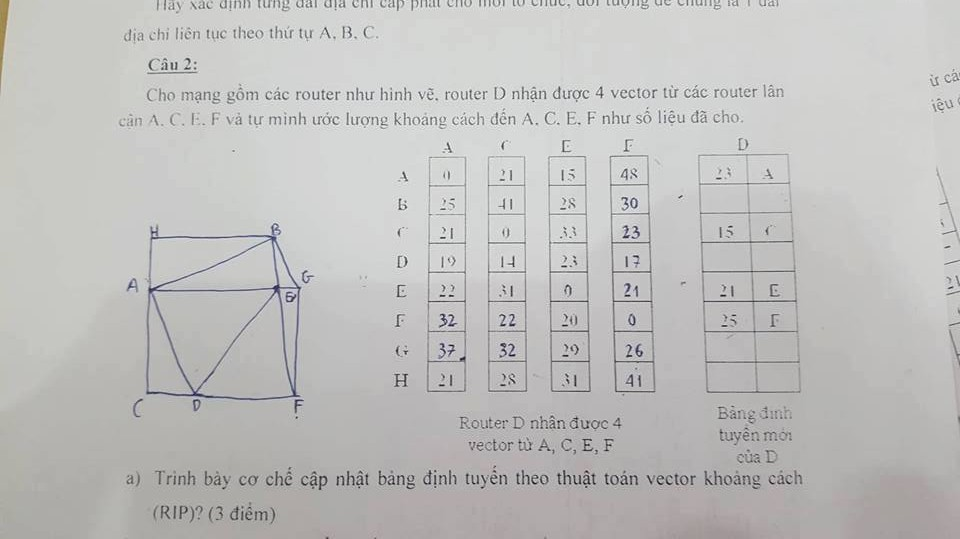 Hãy xác định từng dải địa chỉ cấp phát cho mỗi tổ chức, đối tượng để chúng là 1 dải
địa chỉ liên tục theo thứ tự A, B, C.
Câu 2:
Cho mạng gồm các router như hình vẽ, router D nhận được 4 vector từ các router lân
cận A. C. E. F và tự mình ước lượng khoảng cách đến A, C, E, F như số liệu đã cho.
A C E F D
A 0 21 15 48 23 A
B 25 41 28 30
C 21 0 33 23 15 C
D 19 14 23 17
E 22 31 0 21 21 E
F 32 22 20 0 25 F
G 37 32 29 26
H 21 28 31 41
H B
A E G
C D F
Router D nhận được 4
vector từ A, C, E, F
Bảng định
tuyến mới
của D
a) Trình bày cơ chế cập nhật bảng định tuyến theo thuật toán vector khoảng cách
(RIP)? (3 điểm)
ừ cá
iệu
21